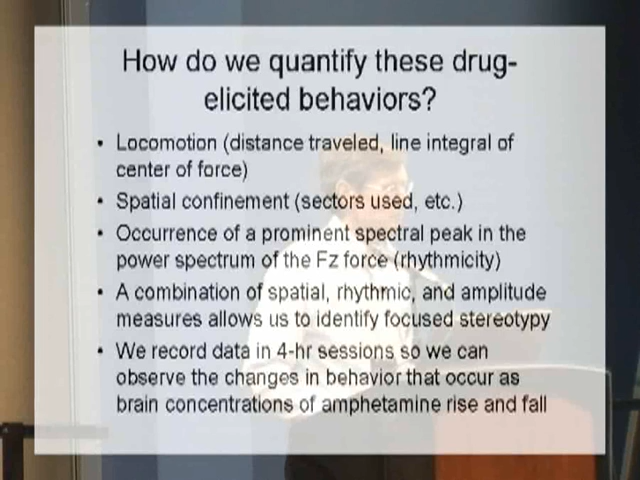 How do we quantify these drug-
elicited behaviors?
• Locomotion (distance traveled, line integral of
center of force)
• Spatial confinement (sectors used, etc.)
• Occurrence of a prominent spectral peak in the
power spectrum of the Fz force (rhythmicity)
• A combination of spatial, rhythmic, and amplitude
measures allows us to identify focused stereotypy
• We record data in 4-hr sessions so we can
observe the changes in behavior that occur as
brain concentrations of amphetamine rise and fall